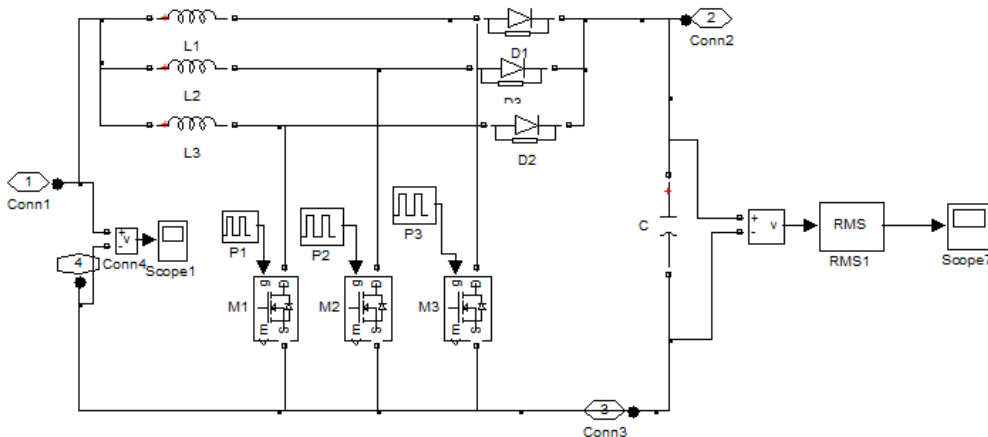 2
Conn2
L1
D1
L2
D3
L3
D2
1
Conn1
+
-
v
4
Conn4
Scope1
P1
P2
P3
g
D
M1
m
S
g
D
M2
m
S
g
D
M3
m
S
+
C
+
-
v
RMS
RMS1
Scope7
3
Conn3